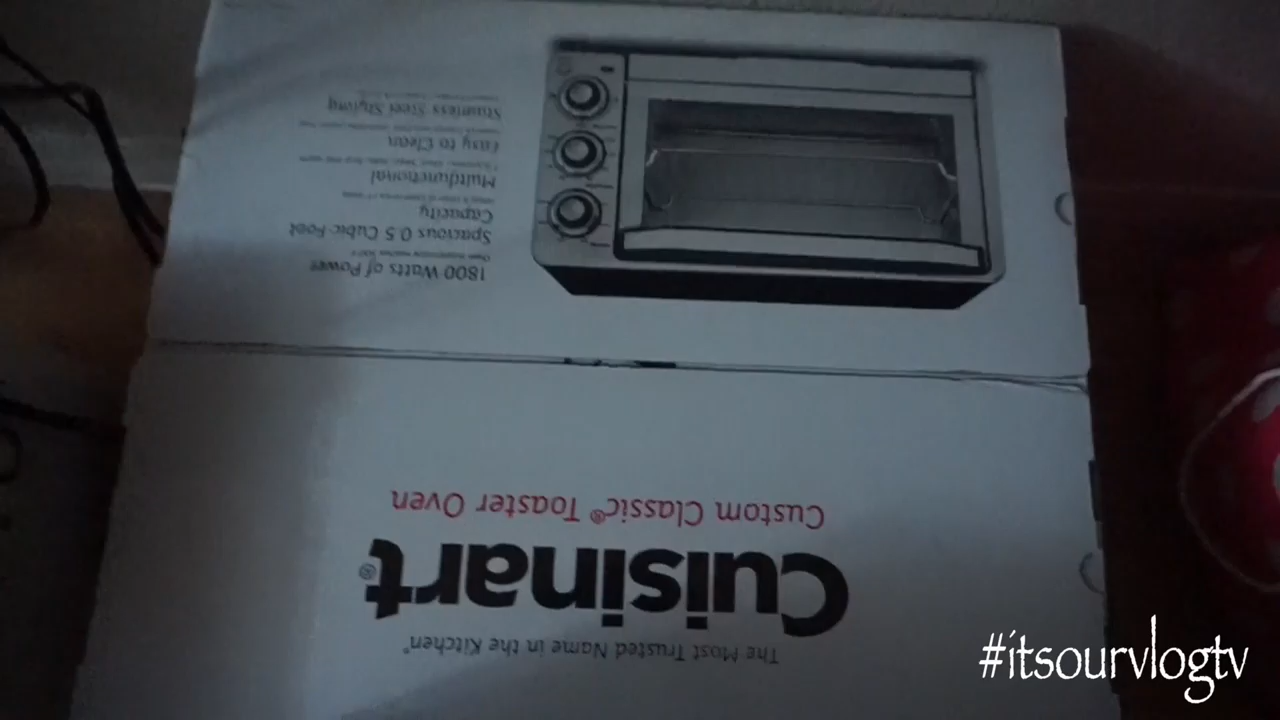 The Most Trusted Name in the Kitchen®
Cuisinart®
Custom Classic® Toaster Oven
1800 Watts of Power
Spacious 0.5 Cubic Foot
Capacity
Multifunctional
Easy to Clean
Stainless Steel Styling
#itsourvlogtv